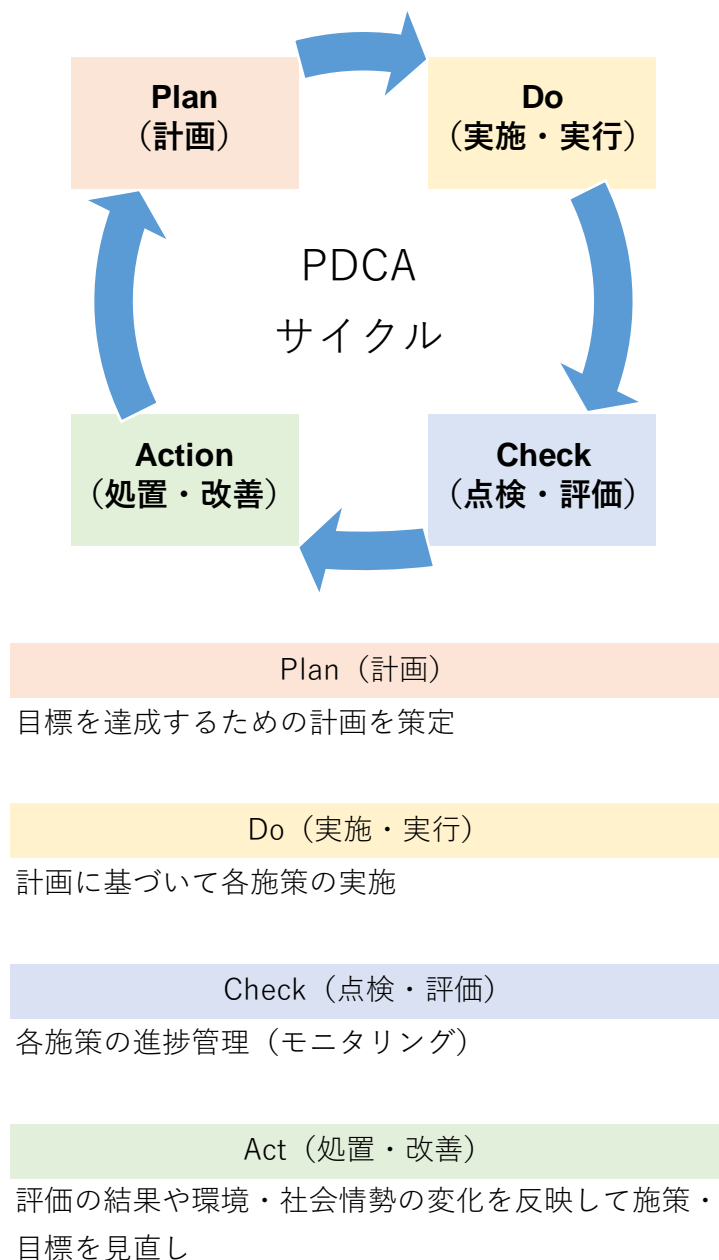 Plan
（計画）
Do
（実施・実行）
PDCA
サイクル
Action
（処置・改善）
Check
（点検・評価）
Plan（計画）
目標を達成するための計画を策定
Do（実施・実行）
計画に基づいて各施策の実施
Check（点検・評価）
各施策の進捗管理（モニタリング）
Act（処置・改善）
評価の結果や環境・社会情勢の変化を反映して施策・
目標を見直し